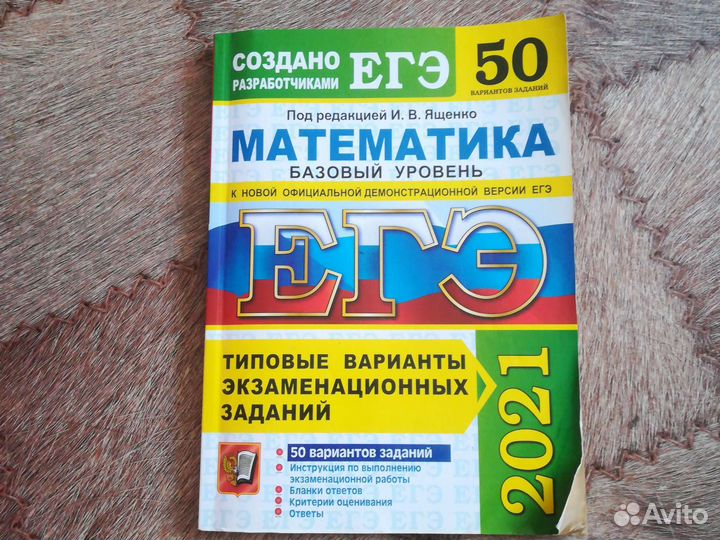 СОЗДАНО
РАЗРАБОТЧИКАМИ
ЕГЭ
50
ВАРИАНТОВ ЗАДАНИЙ
Под редакцией И. В. Ященко
МАТЕМАТИКА
БАЗОВЫЙ УРОВЕНЬ
К НОВОЙ ОФИЦИАЛЬНОЙ ДЕМОНСТРАЦИОННОЙ ВЕРСИИ ЕГЭ
ЕГЭ
ТИПОВЫЕ ВАРИАНТЫ
ЭКЗАМЕНАЦИОННЫХ
ЗАДАНИЙ
2021
50 вариантов заданий
Инструкция по выполнению
экзаменационной работы
Бланки ответов
Критерии оценивания
Ответы
Avito